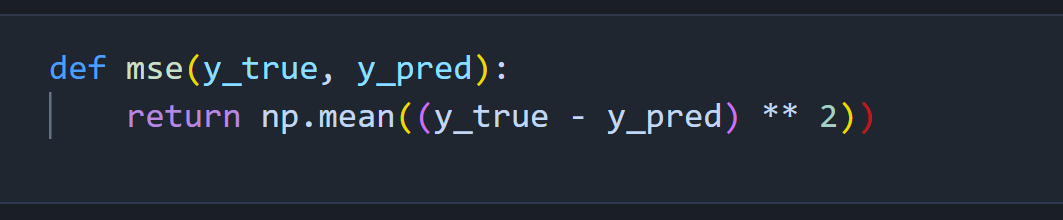 def mse(y_true, y_pred):
    return np.mean((y_true - y_pred) ** 2))